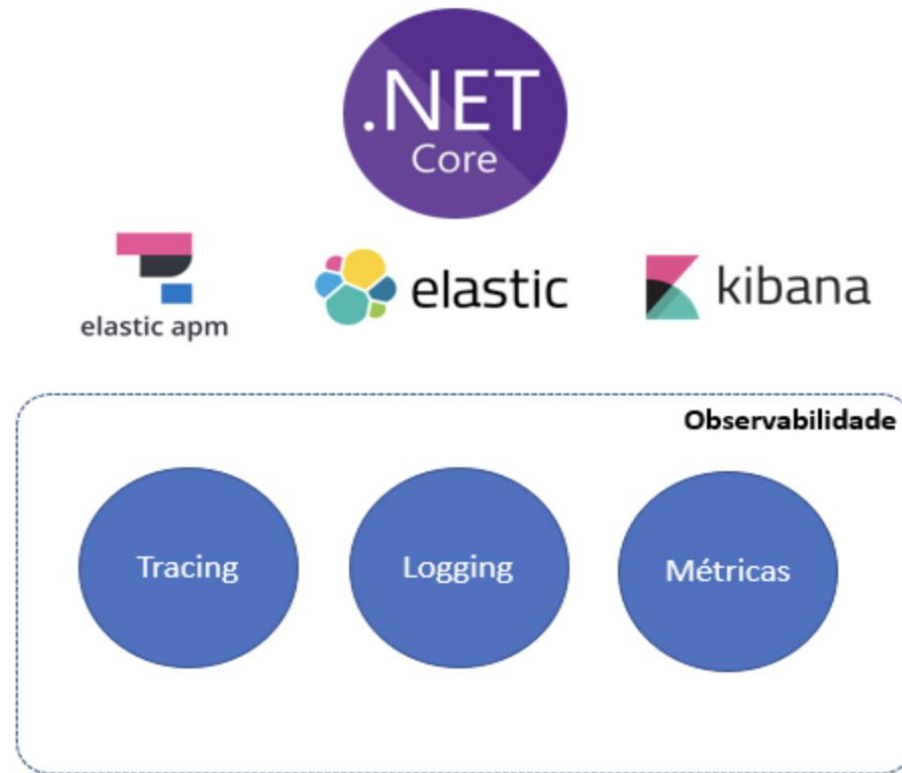 .NET
Core
elastic apm
elastic
kibana
Observabilidade
Tracing
Logging
Métricas